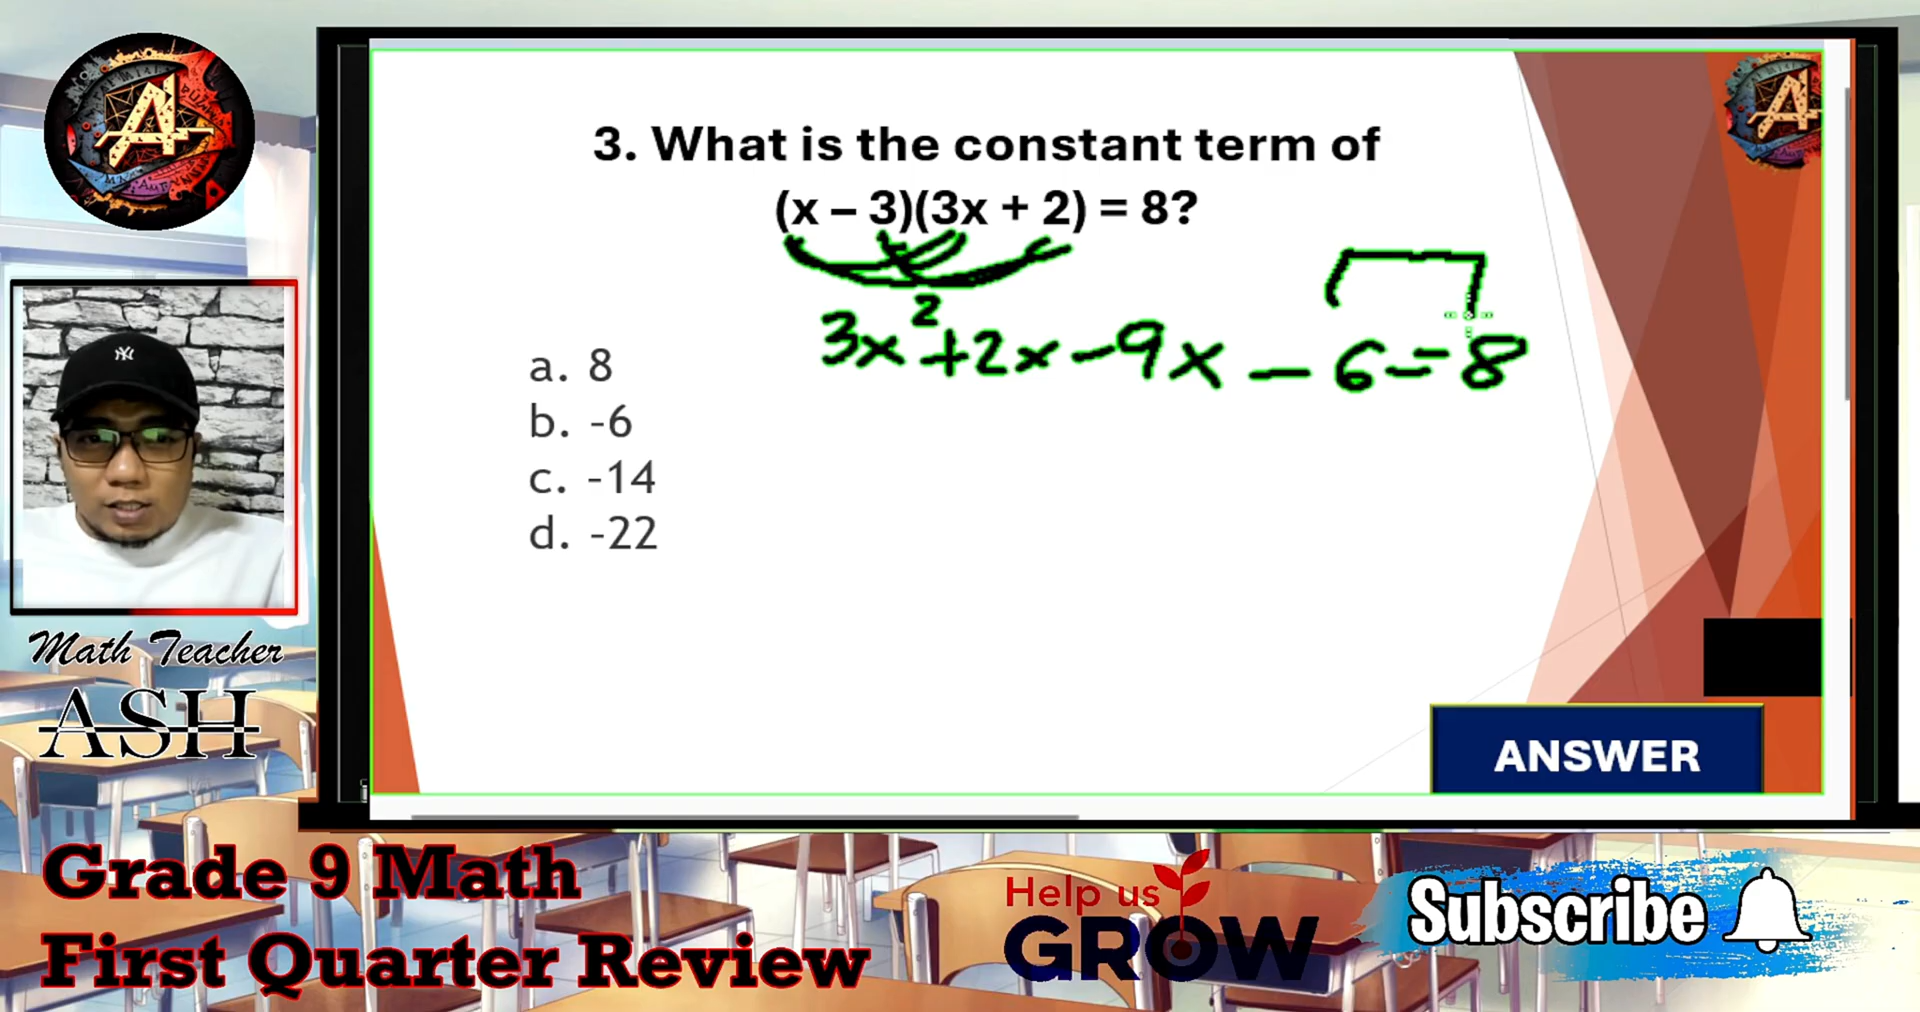 3. What is the constant term of
(x – 3)(3x + 2) = 8?
3x²+2x-9x-6=8
a. 8
b. -6
c. -14
d. -22
ANSWER
Math Teacher
ASH
Grade 9 Math
First Quarter Review
Help us
GROW
Subscribe